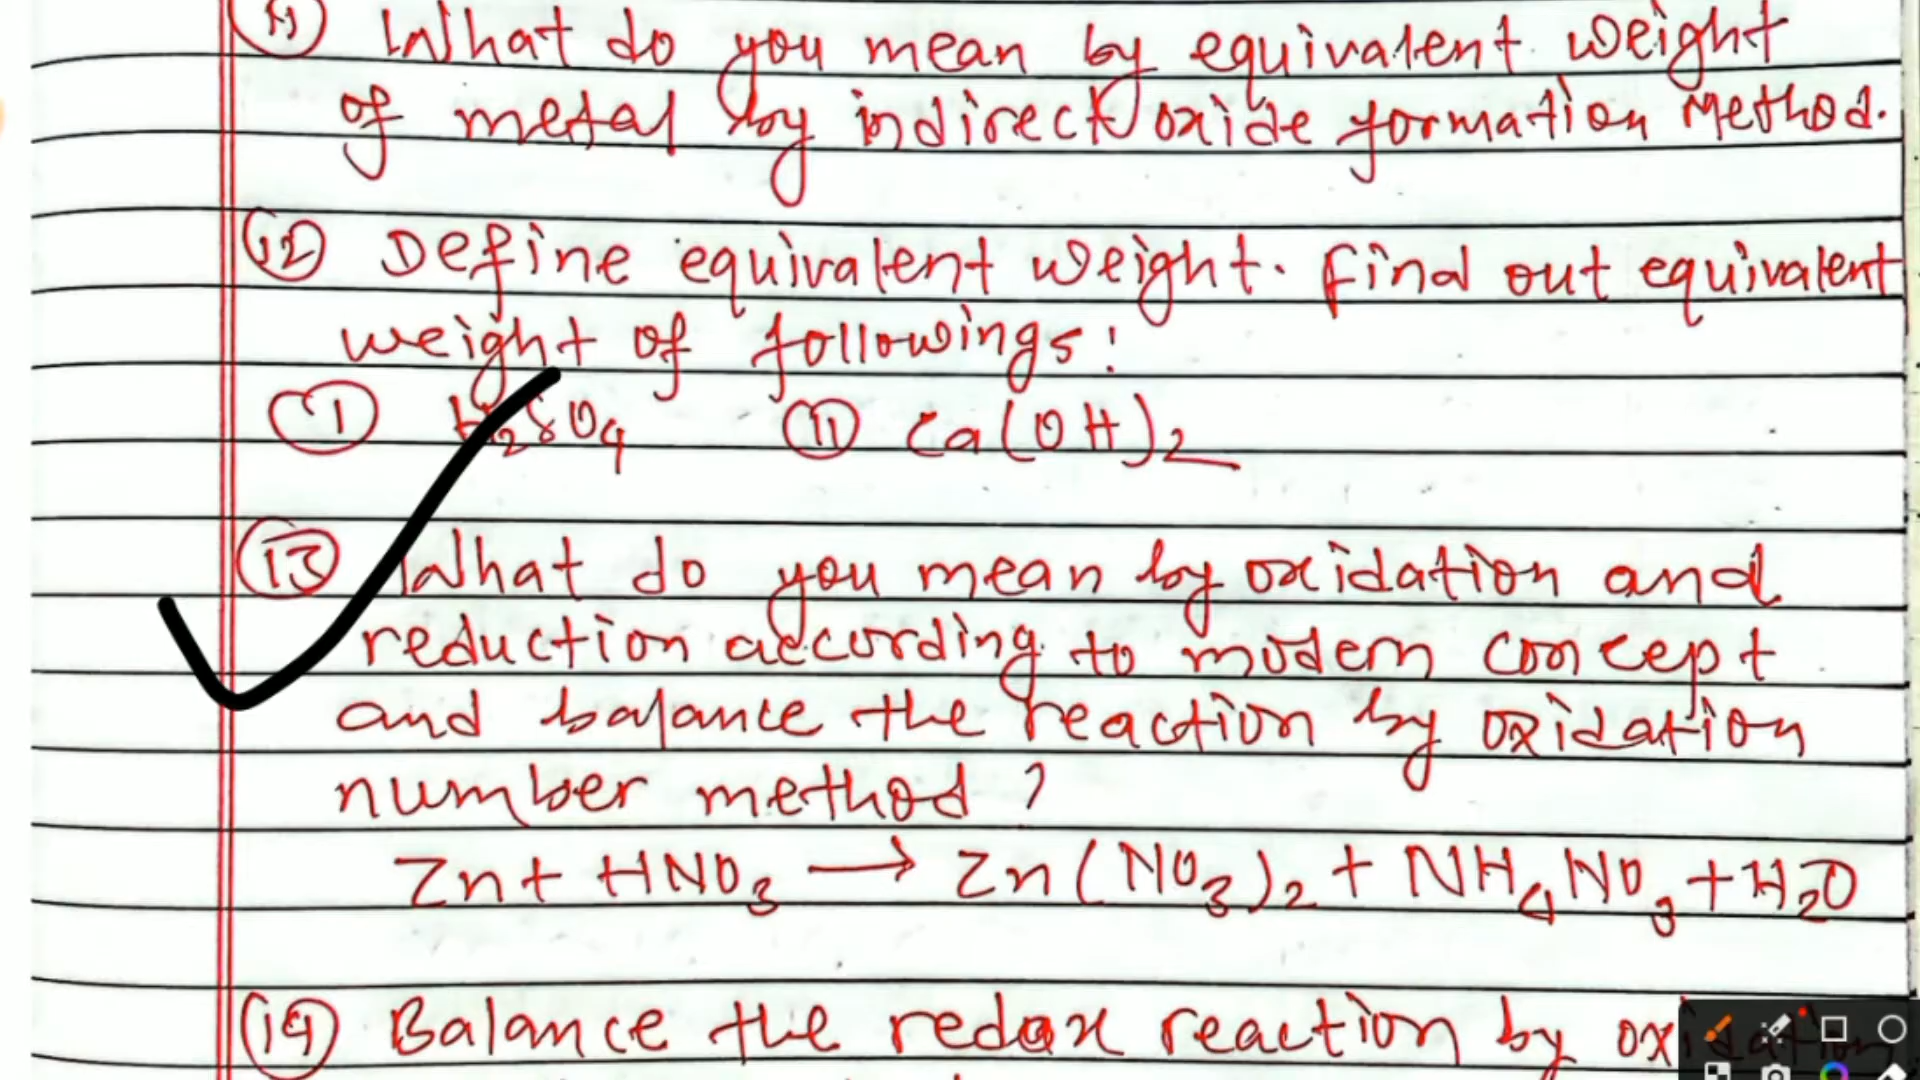 11 What do you mean by equivalent weight
of metal by indirect oxide formation Method.
12 Define equivalent weight. Find out equivalent
weight of followings:
I H2SO4 II Ca(OH)2
13 What do you mean by oxidation and
reduction according to modern concept
and balance the reaction by oxidation
number method?
Zn + HNO3 → Zn(NO3)2 + NH4NO3 + H2O
14 Balance the redox reaction by oxidation